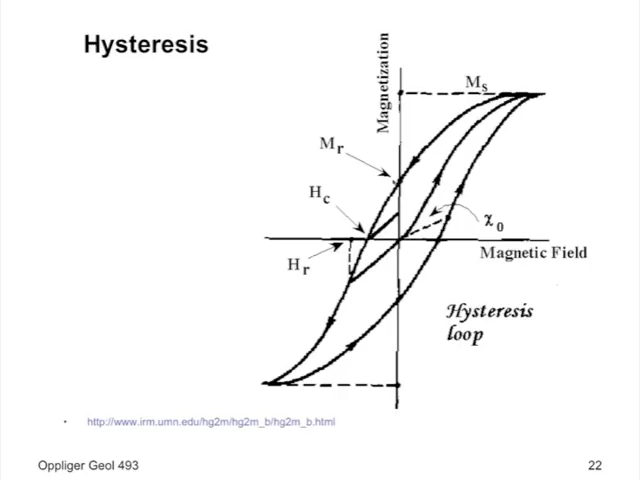 Hysteresis
Magnetization
Ms
Mr
Hc
χ0
Hr
Magnetic Field
Hysteresis
loop
• http://www.irm.umn.edu/hg2m/hg2m_b/hg2m_b.html
Oppliger Geol 493
22